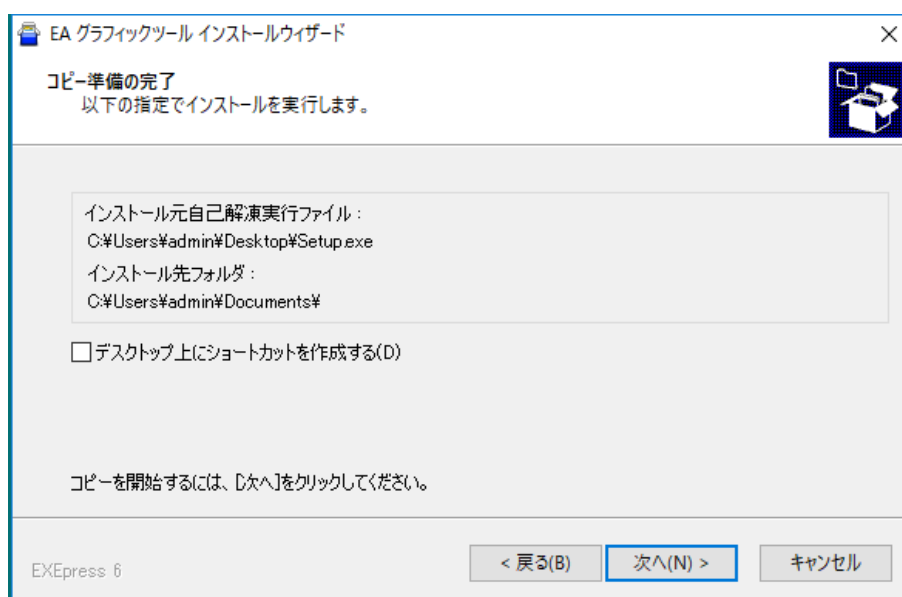 EA グラフィックツール インストールウィザード
コピー準備の完了
以下の指定でインストールを実行します。
インストール元自己解凍実行ファイル：
C:¥Users¥admin¥Desktop¥Setup.exe
インストール先フォルダ：
C:¥Users¥admin¥Documents¥
デスクトップ上にショートカットを作成する(D)
コピーを開始するには、[次へ]をクリックしてください。
EXEpress 6
< 戻る(B) 次へ(N) > キャンセル